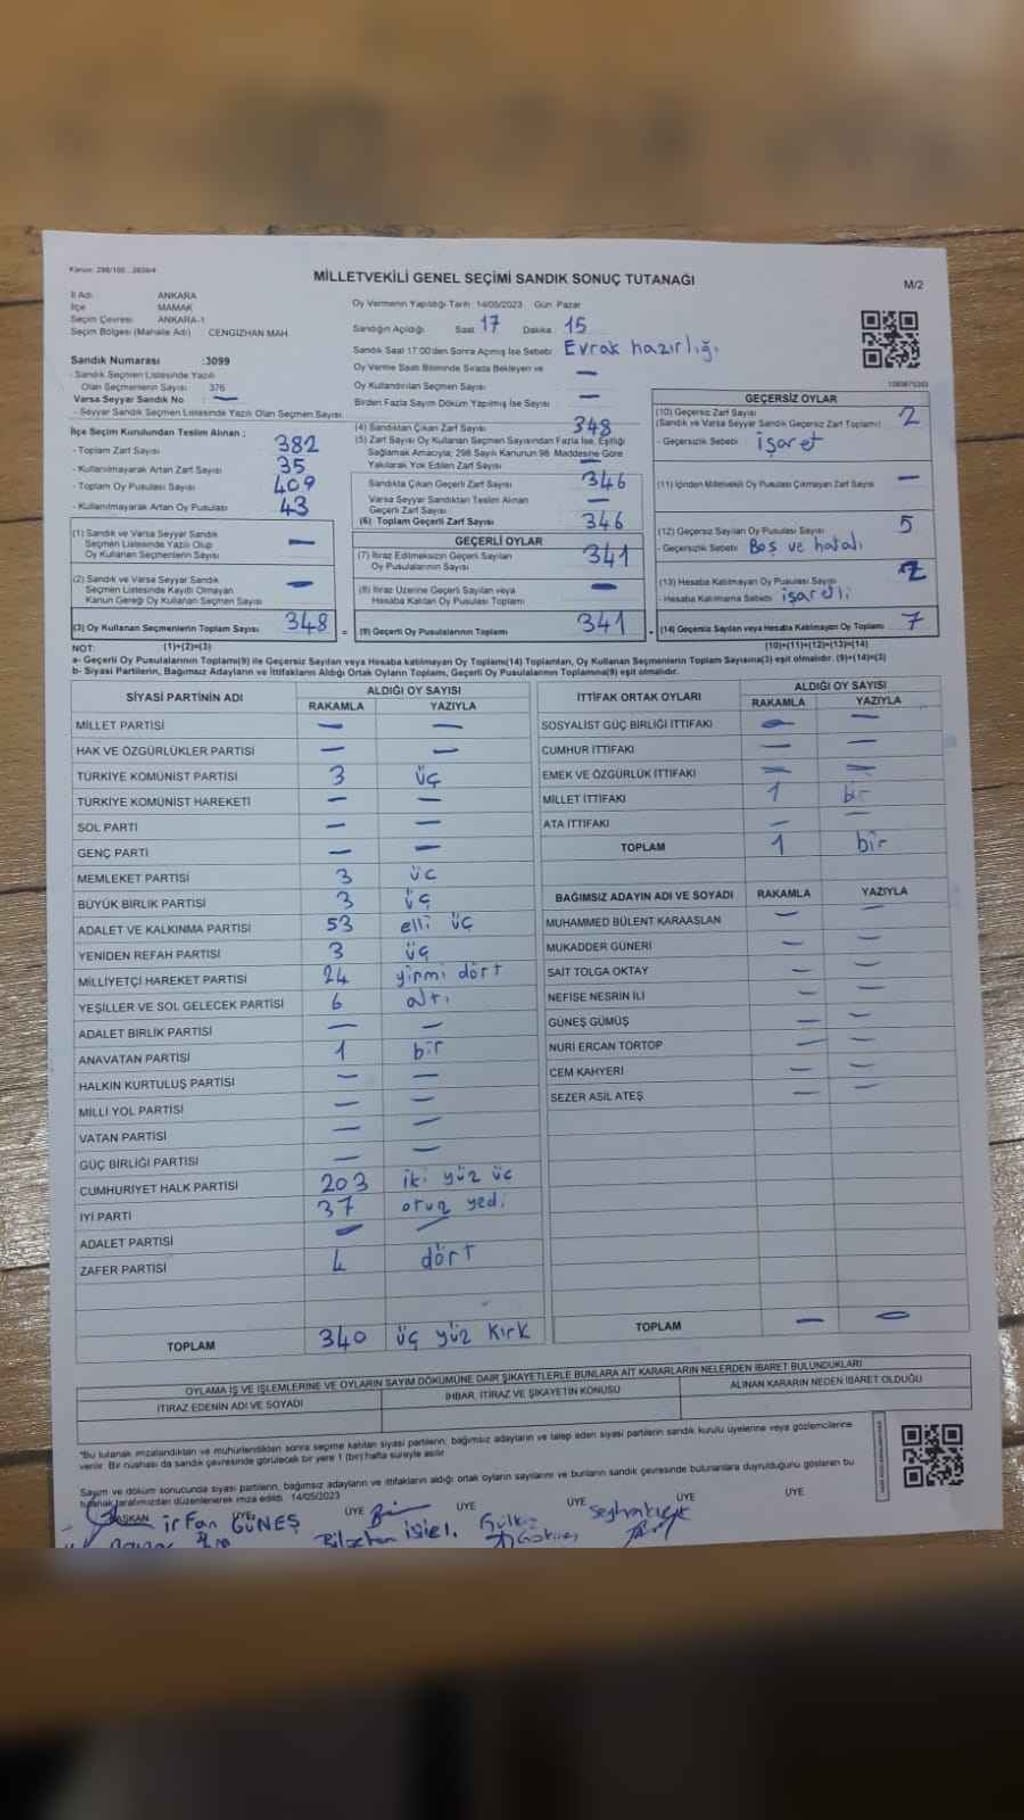 MİLLETVEKİLİ GENEL SEÇİMİ SANDIK SONUÇ TUTANAĞI
M/2
İl Adı ANKARA
İlçe MAMAK
Seçim Çevresi ANKARA-1
Seçim Bölgesi (Mahalle Adı) CENGİZHAN MAH.
Sandık Numarası :3099
- Sandık Seçmen Listesinde Yazılı
Olan Seçmenlerin Sayısı 376
Varsa Seyyar Sandık No —
- Seyyar Sandık Seçmen Listesinde Yazılı Olan Seçmen Sayısı
Oy Vermenin Yapıldığı Tarih 14/05/2023 Gün Pazar
Sandığın Açıldığı Saat 17 Dakika 15
Sandık Saat 17:00'den Sonra Açımış İse Sebebi Evrak hazırlığı
Oy Verme Saati Bitiminde Sırada Bekleyen ve
Oy Kullandırılan Seçmen Sayısı —
Birden Fazla Sayım Döküm Yapılmış İse Sayısı —
İlçe Seçim Kurulundan Teslim Alınan ;
- Toplam Zarf Sayısı 382
- Kullanılmayarak Artan Zarf Sayısı 35
- Toplam Oy Pusulası Sayısı 409
- Kullanılmayarak Artan Oy Pusulası 43
(1) Sandık ve Varsa Seyyar Sandık
Seçmen Listesinde Yazılı Olup
Oy Kullanan Seçmenlerin Sayısı —
(2) Sandık ve Varsa Seyyar Sandık
Seçmen Listesinde Kayıtlı Olmayan
Kanun Gereği Oy Kullanan Seçmen Sayısı —
(3) Oy Kullanan Seçmenlerin Toplam Sayısı 348 =
(4) Sandıktan Çıkan Zarf Sayısı 348
(5) Zarf Sayısı Oy Kullanan Seçmen Sayısından Fazla İse, Eşitliği
Sağlamak Amacıyla, 298 Sayılı Kanunun 98. Maddesine Göre
Yakılarak Yok Edilen Zarf Sayısı —
Sandıkta Çıkan Geçerli Zarf Sayısı 346
Varsa Seyyar Sandıktan Teslim Alınan
Geçerli Zarf Sayısı —
(6) Toplam Geçerli Zarf Sayısı 346
GEÇERLİ OYLAR
(7) İtiraz Edilmeksizin Geçerli Sayılan
Oy Pusulalarının Sayısı 341
(8) İtiraz Üzerine Geçerli Sayılan veya
Hesaba Katılan Oy Pusulası Toplamı —
(9) Geçerli Oy Pusulalarının Toplamı 341
GEÇERSİZ OYLAR
(10) Geçersiz Zarf Sayısı 2
(Sandık ve Varsa Seyyar Sandık Geçersiz Zarf Toplamı)
- Geçersizlik Sebebi işaret
(11) İçinden Milletvekili Oy Pusulası Çıkmayan Zarf Sayısı —
(12) Geçersiz Sayılan Oy Pusulası Sayısı 5
- Geçersizlik Sebebi Boş ve hatalı
(13) Hesaba Katılmayan Oy Pusulası Sayısı
- Hesaba Katılmama Sebebi işaretli
(14) Geçersiz Sayılan veya Hesaba Katılmayan Oy Toplamı 7
NOT: (1)+(2)=(3) (10)+(11)+(12)+(13)=(14)
a- Geçerli Oy Pusulalarının Toplamı(9) ile Geçersiz Sayılan veya Hesaba katılmayan Oy Toplamı(14) Toplamları, Oy Kullanan Seçmenlerin Toplam Sayısına(3) eşit olmalıdır. (9)+(14)=(3)
b- Siyasi Partilerin, Bağımsız Adayların ve İttifakların Aldığı Ortak Oyların Toplamı, Geçerli Oy Pusulalarının Toplamına(9) eşit olmalıdır.
SİYASİ PARTİNİN ADI ALDIĞI OY SAYISI
RAKAMLA YAZIYLA
MİLLET PARTİSİ — —
HAK VE ÖZGÜRLÜKLER PARTİSİ — —
TÜRKİYE KOMÜNİST PARTİSİ 3 üç
TÜRKİYE KOMÜNİST HAREKETİ — —
SOL PARTİ — —
GENÇ PARTİ — —
MEMLEKET PARTİSİ 3 üc
BÜYÜK BİRLİK PARTİSİ 3 üç
ADALET VE KALKINMA PARTİSİ 53 elli üç
YENİDEN REFAH PARTİSİ 3 üç
MİLLİYETÇİ HAREKET PARTİSİ 24 yirmi dört
YEŞİLLER VE SOL GELECEK PARTİSİ 6 altı
ADALET BİRLİK PARTİSİ — —
ANAVATAN PARTİSİ 1 bir
HALKIN KURTULUŞ PARTİSİ — —
MİLLİ YOL PARTİSİ — —
VATAN PARTİSİ — —
GÜÇ BİRLİĞİ PARTİSİ — —
CUMHURİYET HALK PARTİSİ 203 iki yüz üc
İYİ PARTİ 37 otuz yedi
ADALET PARTİSİ — —
ZAFER PARTİSİ 4 dört
TOPLAM 340 üç yüz kırk
İTTİFAK ORTAK OYLARI ALDIĞI OY SAYISI
RAKAMLA YAZIYLA
SOSYALİST GÜÇ BİRLİĞİ İTTİFAKI — —
CUMHUR İTTİFAKI — —
EMEK VE ÖZGÜRLÜK İTTİFAKI — —
MİLLET İTTİFAKI 1 bir
ATA İTTİFAKI — —
TOPLAM 1 bir
BAĞIMSIZ ADAYIN ADI VE SOYADI RAKAMLA YAZIYLA
MUHAMMED BÜLENT KARAASLAN — —
MUKADDER GÜNERİ — —
SAİT TOLGA OKTAY — —
NEFİSE NESRİN İLİ — —
GÜNEŞ GÜMÜŞ — —
NURİ ERCAN TORTOP — —
CEM KAHYERİ — —
SEZER ASİL ATEŞ — —
TOPLAM — —
OYLAMA İŞ VE İŞLEMLERİNE VE OYLARIN SAYIM DÖKÜMÜNE DAİR ŞİKAYETLERLE BUNLARA AİT KARARLARIN NELERDEN İBARET BULUNDUKLARI
İTİRAZ EDENİN ADI VE SOYADI İHBAR, İTİRAZ VE ŞİKAYETİN KONUSU ALINAN KARARIN NEDEN İBARET OLDUĞU
*Bu tutanak imzalandıktan ve mühürlendikten sonra seçime katılan siyasi partilerin, bağımsız adayların ve talep eden siyasi partilerin sandık kurulu üyelerine veya gözlemcilerine
verilir. Bir nüshası da sandık çevresinde görülecek bir yere 1 (bir) hafta süreyle asılır.
Sayım ve döküm sonucunda siyasi partilerin, bağımsız adayların ve ittifakların aldığı ortak oyların sayılarını ve bunların sandık çevresinde bulunanlara duyurulduğunu gösteren bu
tutanak tarafımızdan düzenlenerek imza edildi. 14/05/2023
BAŞKAN ÜYE ÜYE ÜYE ÜYE ÜYE ÜYE
irfan GÜNEŞ